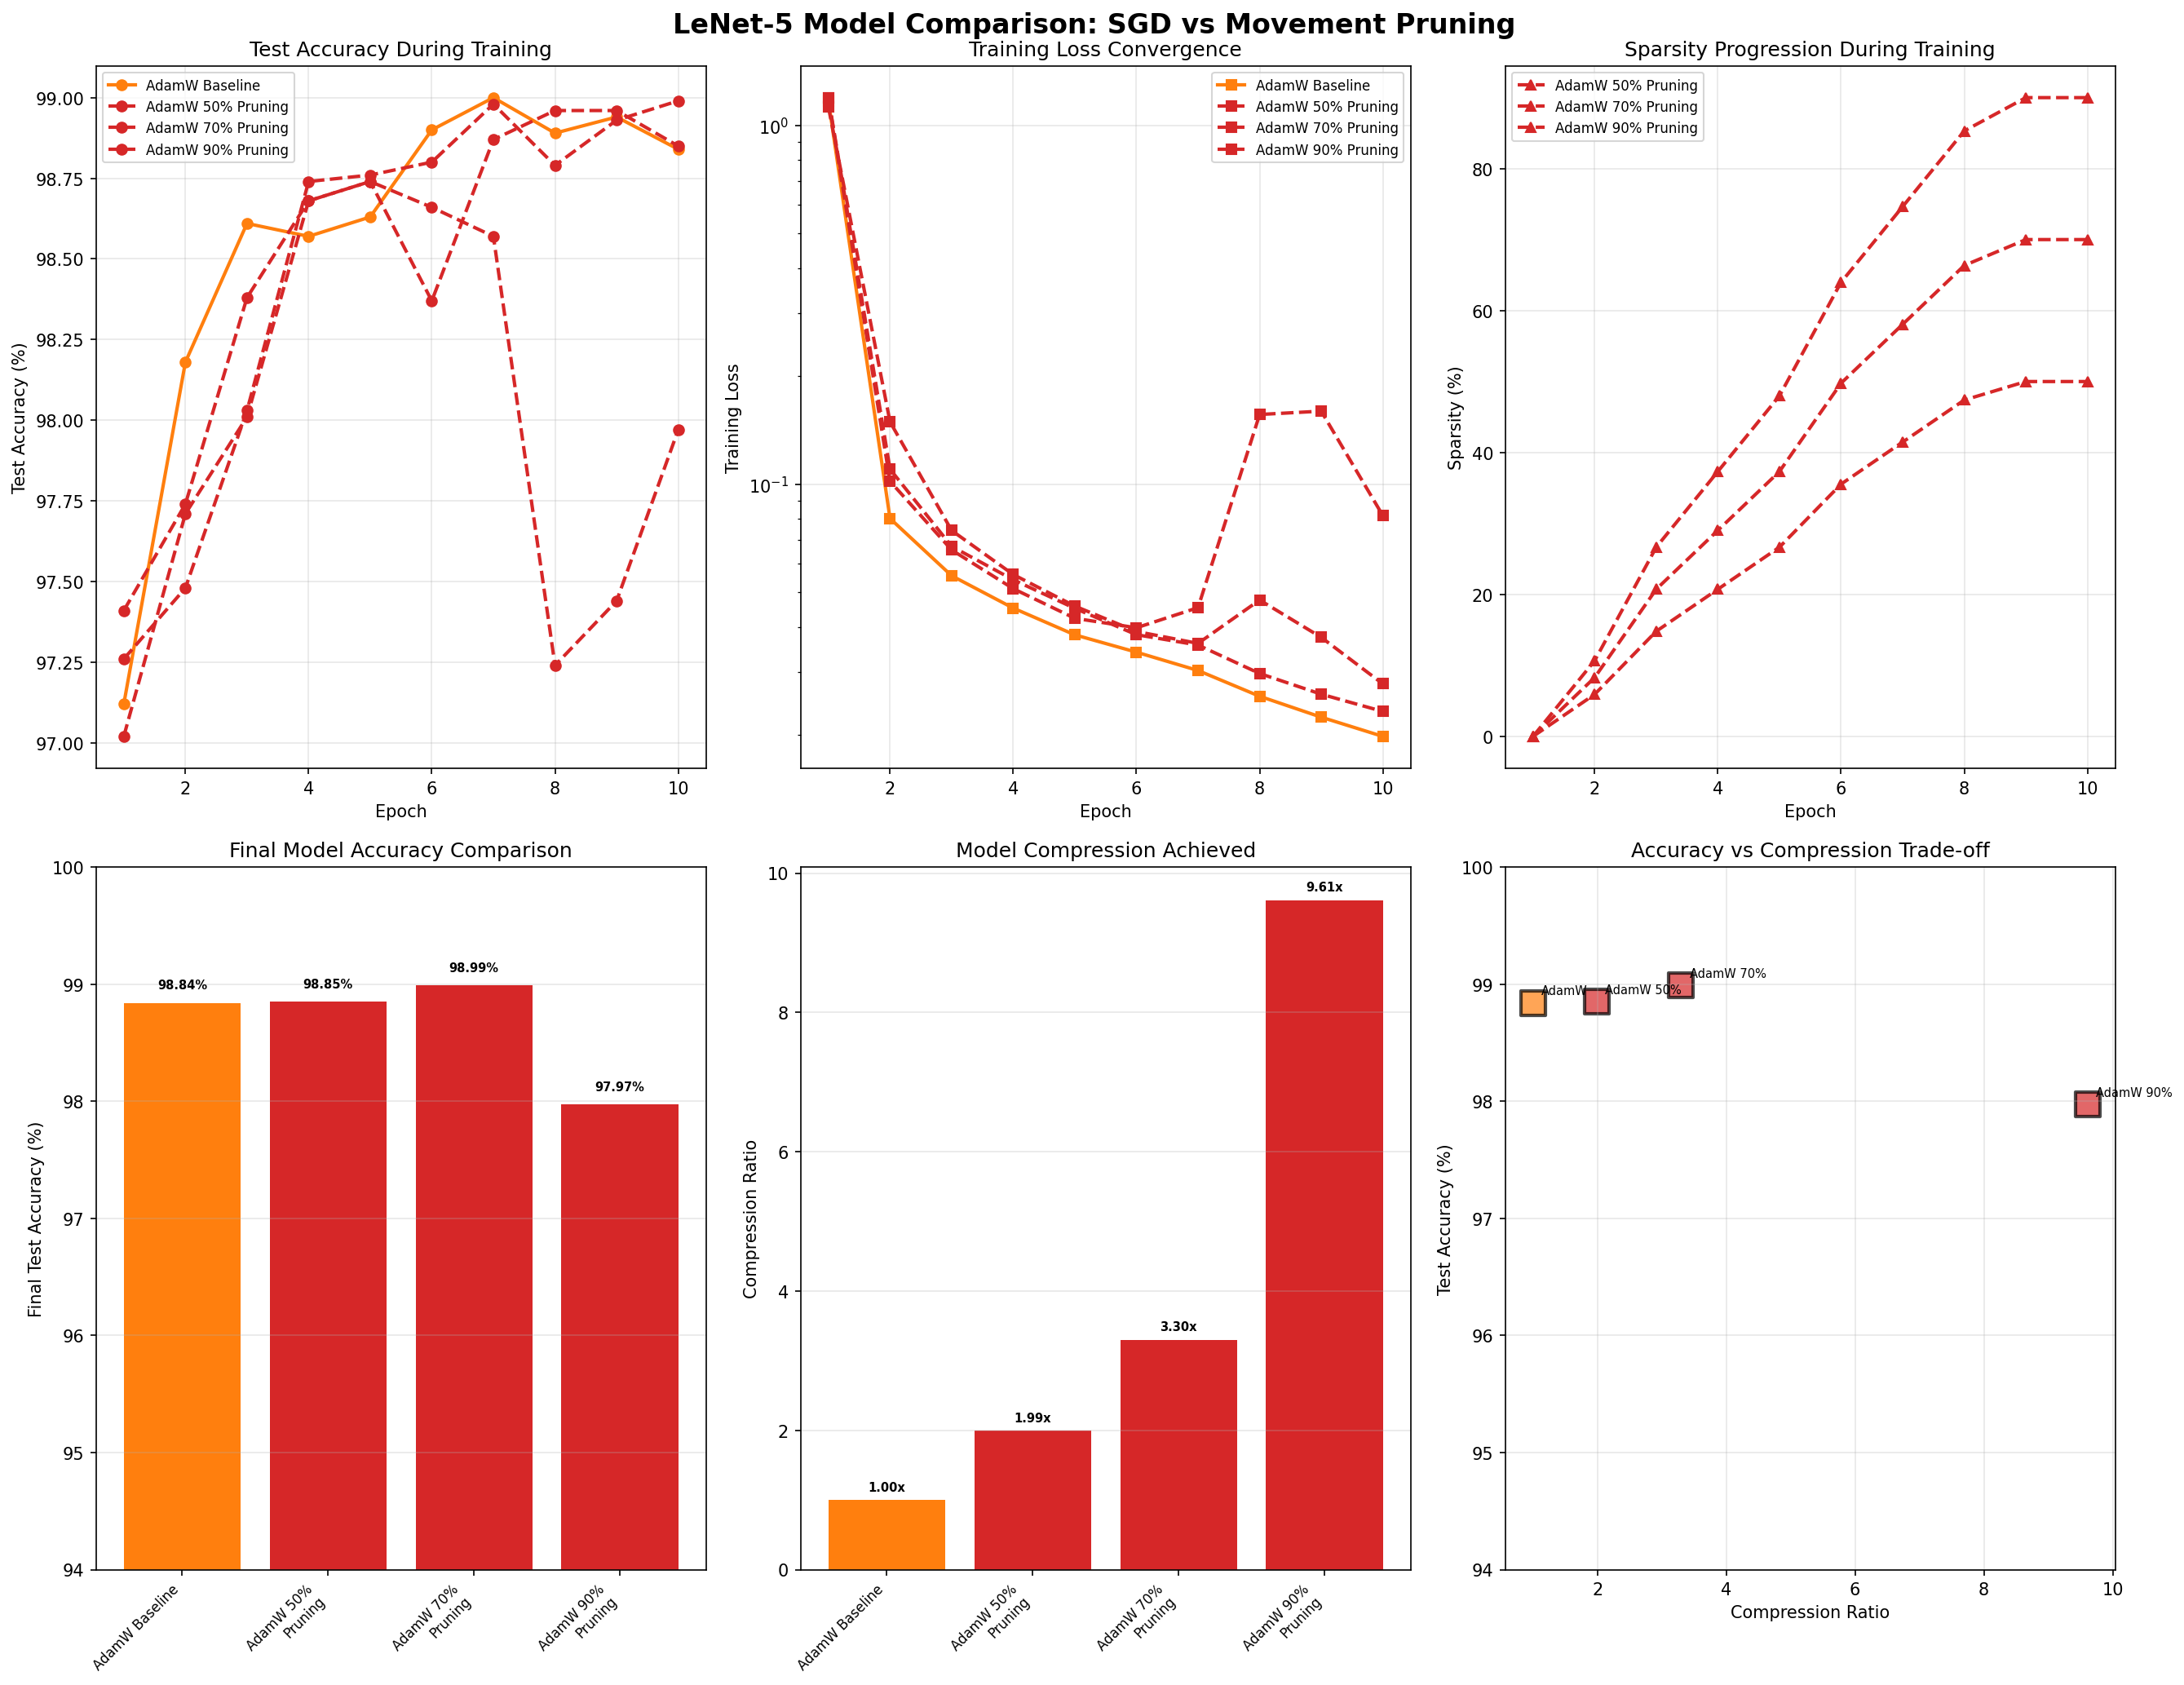 LeNet-5 Model Comparison: SGD vs Movement Pruning
Test Accuracy During Training
AdamW Baseline
AdamW 50% Pruning
AdamW 70% Pruning
AdamW 90% Pruning
Test Accuracy (%)
99.00
98.75
98.50
98.25
98.00
97.75
97.50
97.25
97.00
2 4 6 8 10
Epoch
Training Loss Convergence
AdamW Baseline
AdamW 50% Pruning
AdamW 70% Pruning
AdamW 90% Pruning
Training Loss
10⁰
10⁻¹
2 4 6 8 10
Epoch
Sparsity Progression During Training
AdamW 50% Pruning
AdamW 70% Pruning
AdamW 90% Pruning
Sparsity (%)
80
60
40
20
0
2 4 6 8 10
Epoch
Final Model Accuracy Comparison
Final Test Accuracy (%)
100
99
98
97
96
95
94
98.84%
98.85%
98.99%
97.97%
AdamW Baseline
AdamW 50%
Pruning
AdamW 70%
Pruning
AdamW 90%
Pruning
Model Compression Achieved
Compression Ratio
10
8
6
4
2
0
1.00x
1.99x
3.30x
9.61x
AdamW Baseline
AdamW 50%
Pruning
AdamW 70%
Pruning
AdamW 90%
Pruning
Accuracy vs Compression Trade-off
Test Accuracy (%)
100
99
98
97
96
95
94
AdamW
AdamW 50%
AdamW 70%
AdamW 90%
2 4 6 8 10
Compression Ratio